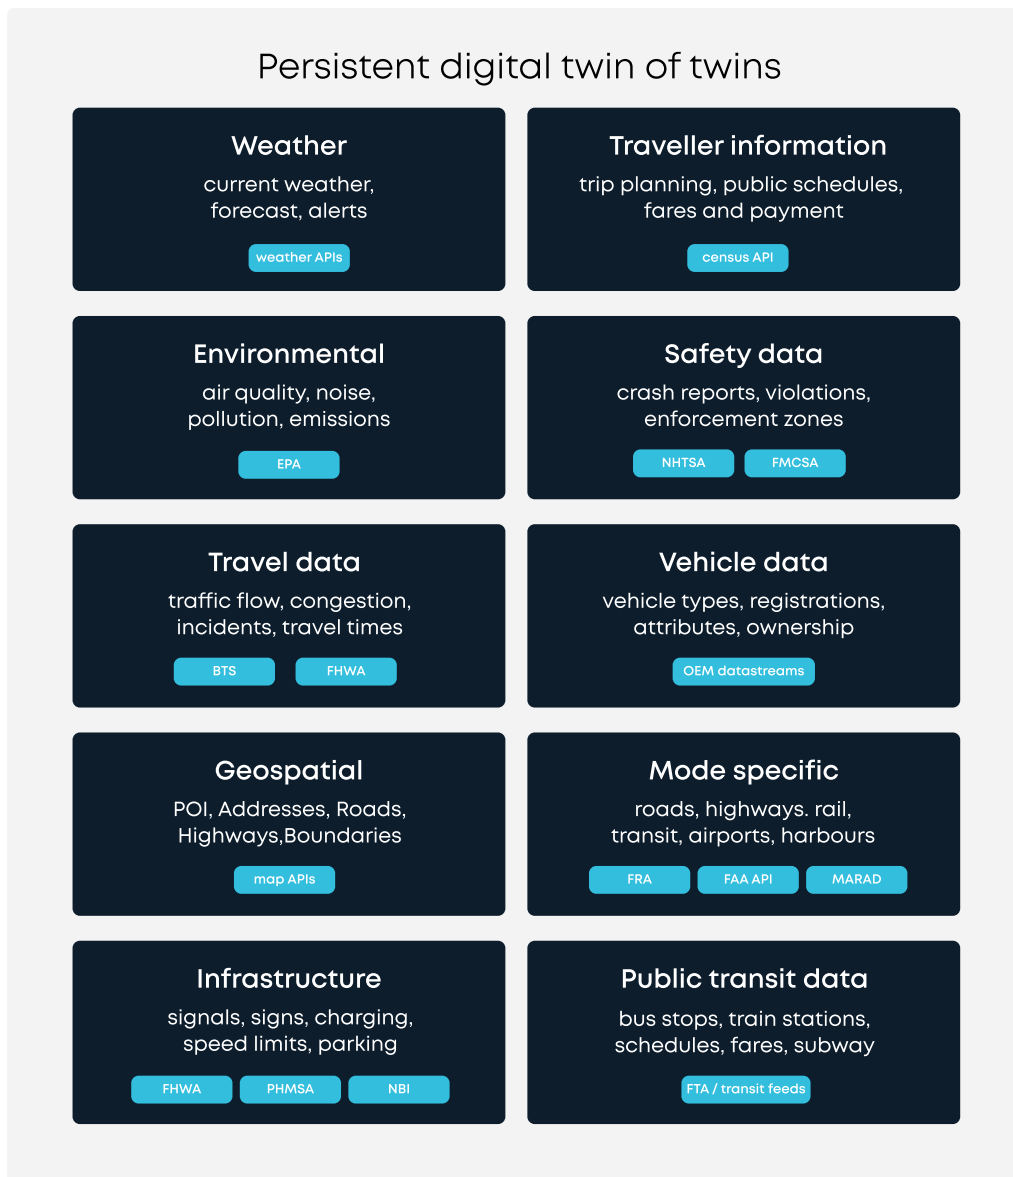 Persistent digital twin of twins
Weather
current weather,
forecast, alerts
weather APIs
Traveller information
trip planning, public schedules,
fares and payment
census API
Environmental
air quality, noise,
pollution, emissions
EPA
Safety data
crash reports, violations,
enforcement zones
NHTSA
FMCSA
Travel data
traffic flow, congestion,
incidents, travel times
BTS
FHWA
Vehicle data
vehicle types, registrations,
attributes, ownership
OEM datastreams
Geospatial
POI, Addresses, Roads,
Highways,Boundaries
map APIs
Mode specific
roads, highways. rail,
transit, airports, harbours
FRA
FAA API
MARAD
Infrastructure
signals, signs, charging,
speed limits, parking
FHWA
PHMSA
NBI
Public transit data
bus stops, train stations,
schedules, fares, subway
FTA / transit feeds